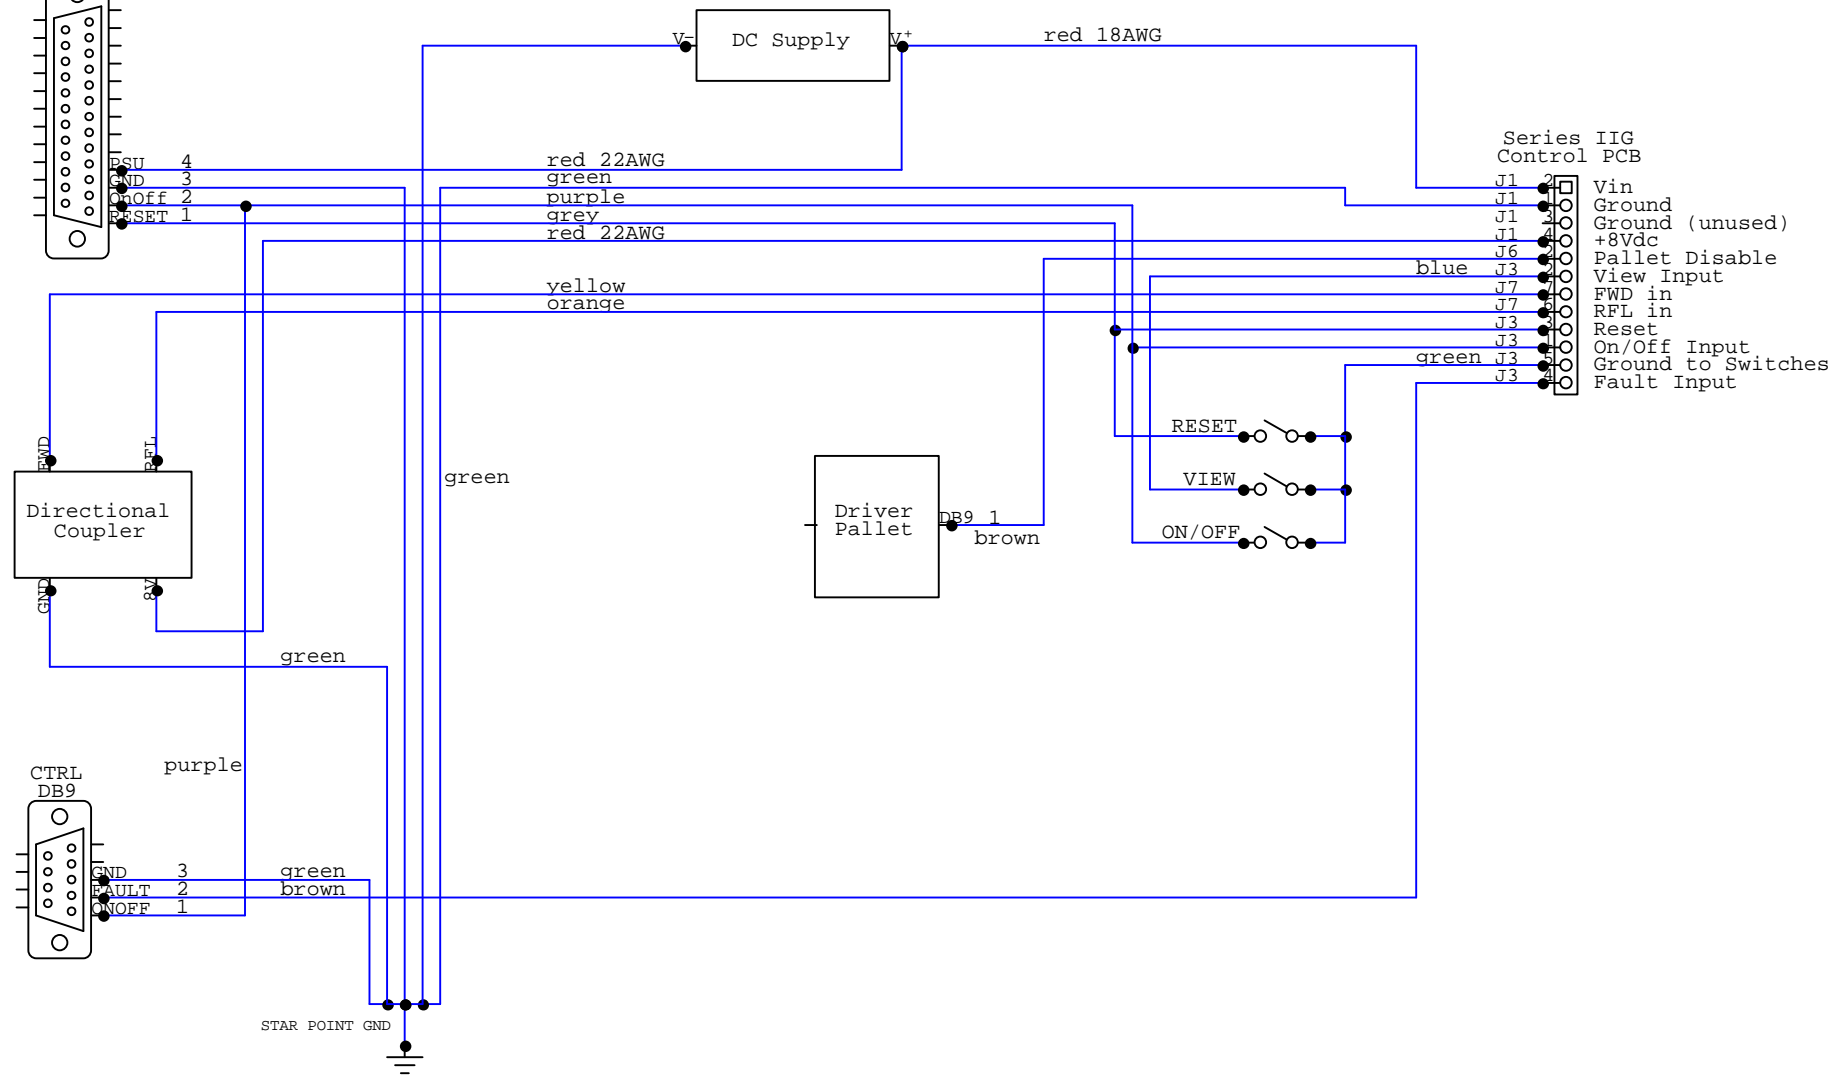 V- DC Supply V+ red 18AWG
Series IIG
Control PCB
PSU 4 red 22AWG
GND 3 green J1 2 Vin
OnOff 2 purple J1 Ground
RESET 1 grey J1 3 Ground (unused)
red 22AWG J1 4 +8Vdc
J6 2 Pallet Disable
blue J3 2 View Input
yellow J7 7 FWD in
orange J7 6 RFL in
J3 3 Reset
J3 1 On/Off Input
green J3 5 Ground to Switches
J3 4 Fault Input
RESET
FWD RFL
green VIEW
Directional
Coupler
Driver
Pallet
DB9 1
brown
ON/OFF
GND 8V
green
purple
CTRL
DB9
GND 3 green
FAULT 2 brown
ONOFF 1
STAR POINT GND